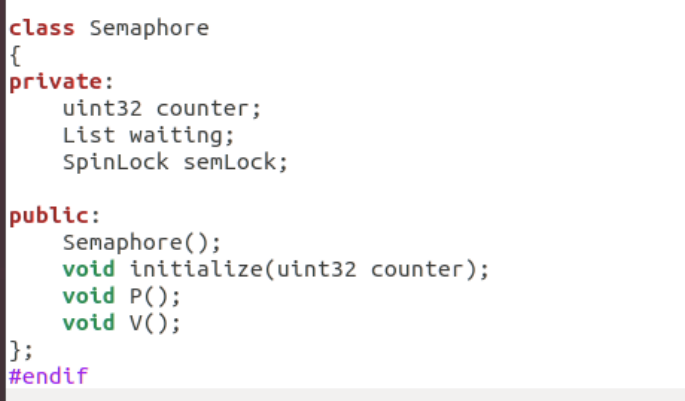 class Semaphore
{
private:
    uint32 counter;
    List waiting;
    SpinLock semLock;

public:
    Semaphore();
    void initialize(uint32 counter);
    void P();
    void V();
};
#endif